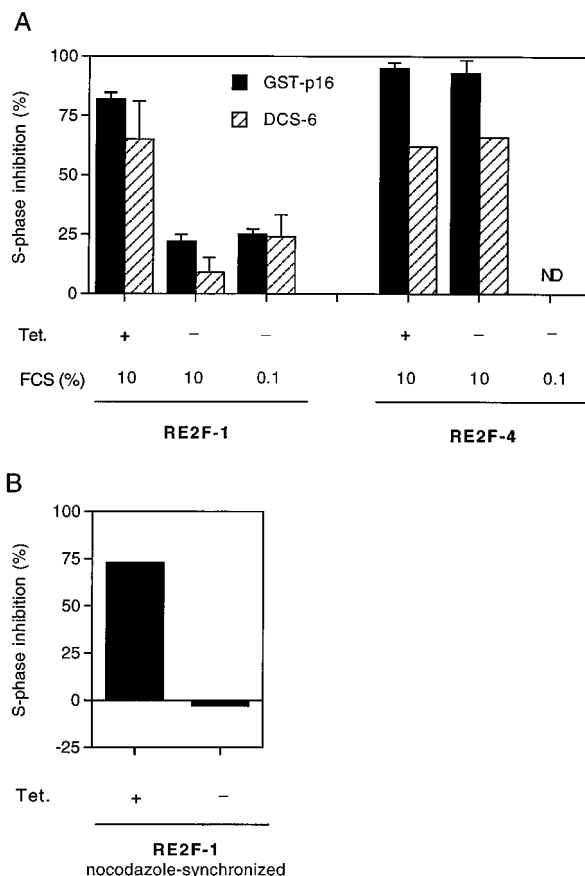 A
S-phase inhibition (%)
100
75
50
25
0
GST-p16
DCS-6
ND
Tet. + – – + – –
FCS (%) 10 10 0.1 10 10 0.1
RE2F-1 RE2F-4
B
S-phase inhibition (%)
100
75
50
25
0
-25
Tet. + –
RE2F-1
nocodazole-synchronized